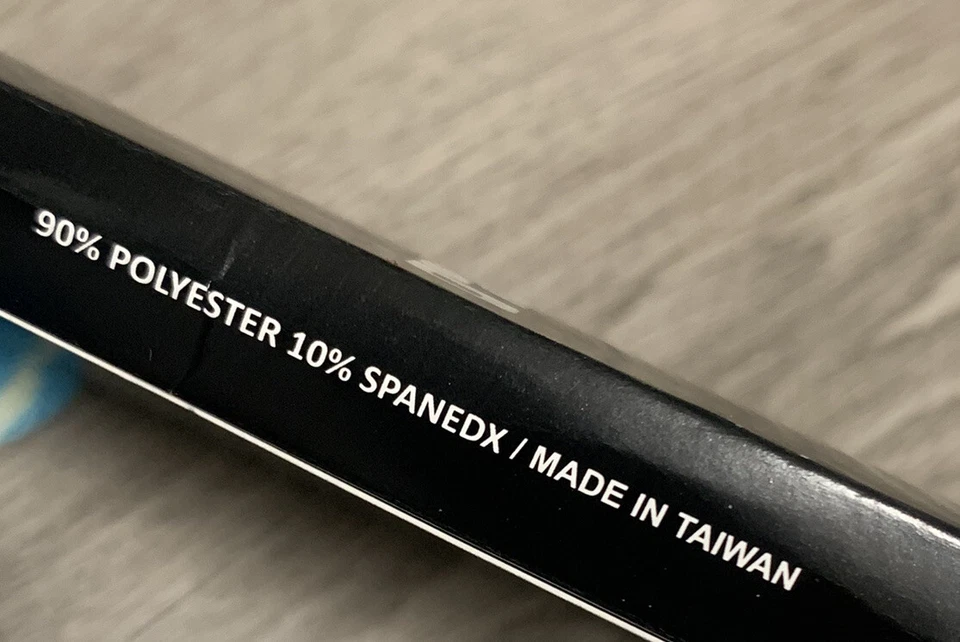 90% POLYESTER 10% SPANEDX / MADE IN TAIWAN